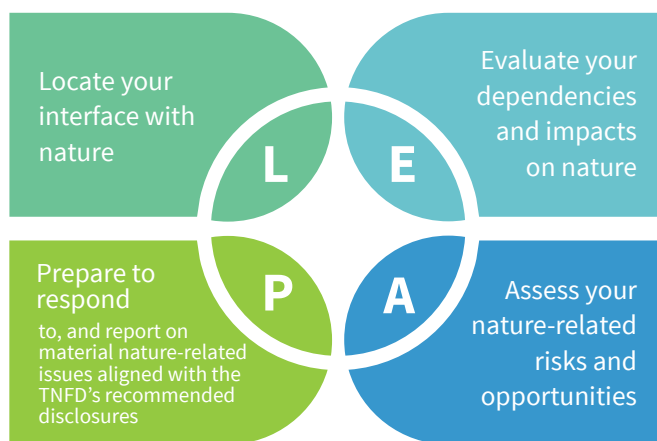 Locate your
interface with
nature
L
Evaluate your
dependencies
and impacts
on nature
E
Prepare to
respond
to, and report on
material nature-related
issues aligned with the
TNFD’s recommended
disclosures
P
A
Assess your
nature-related
risks and
opportunities